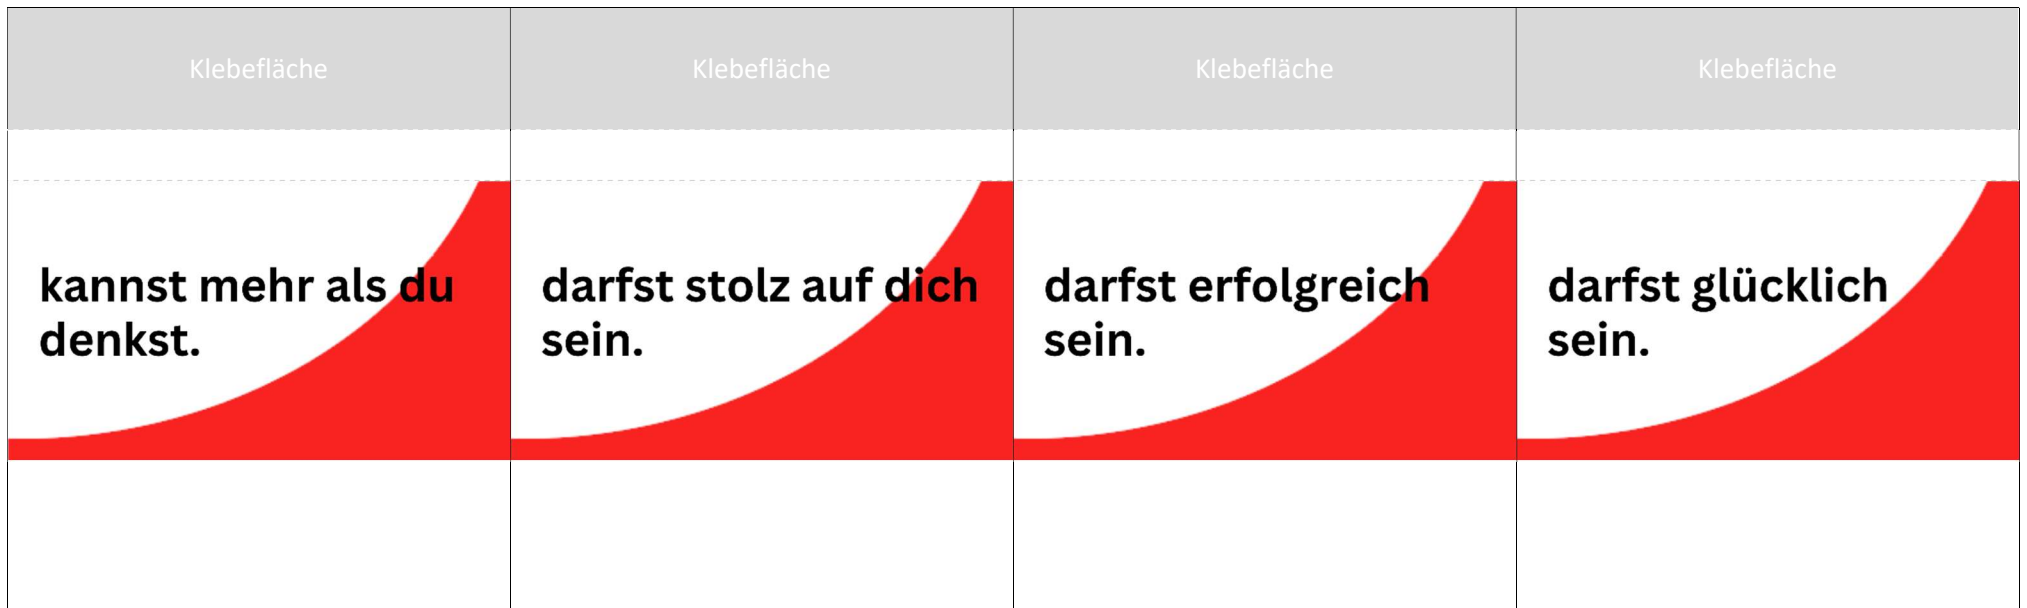 Klebefläche
Klebefläche
Klebefläche
Klebefläche
kannst mehr als du
denkst.
darfst stolz auf dich
sein.
darfst erfolgreich
sein.
darfst glücklich
sein.